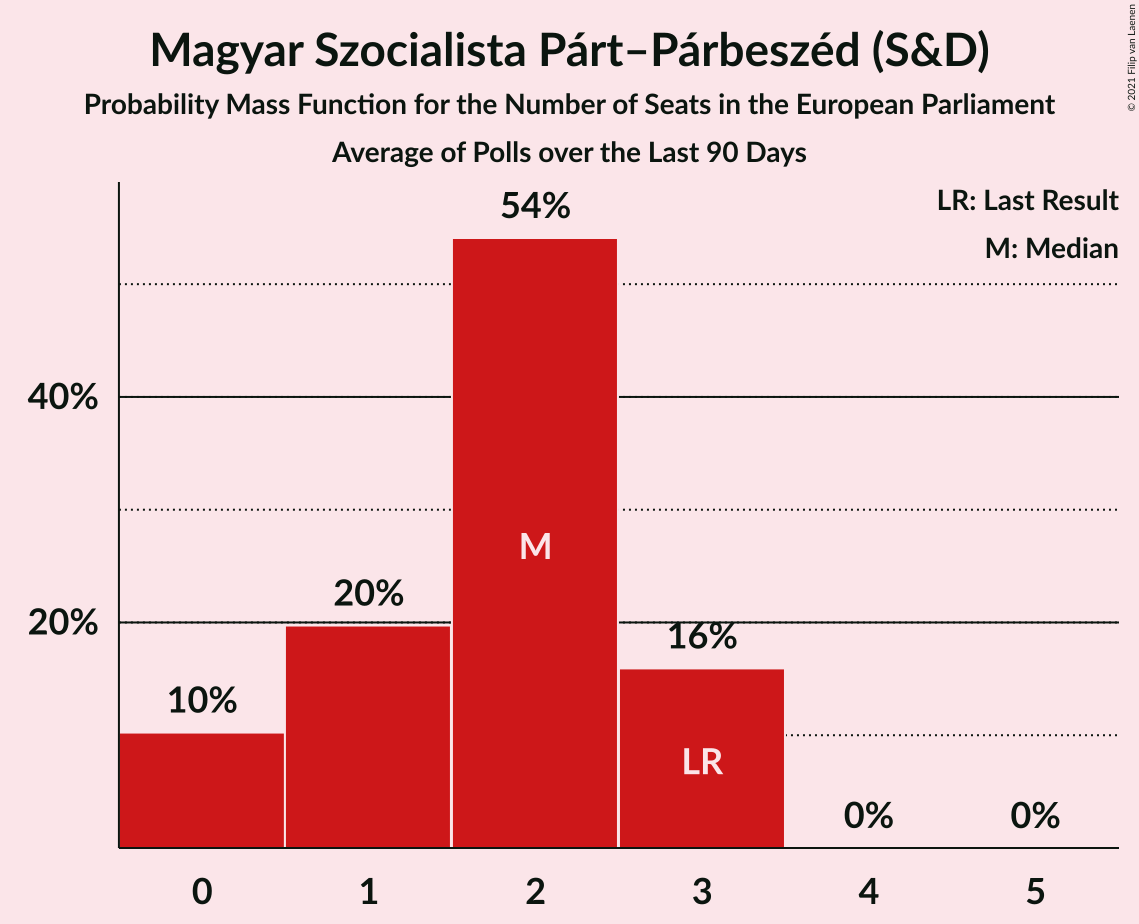 Magyar Szocialista Párt–Párbeszéd (S&D)
Probability Mass Function for the Number of Seats in the European Parliament
Average of Polls over the Last 90 Days
© 2021 Filip van Laenen
LR: Last Result
M: Median
54%
40%
M
20%
20%
16%
10%
LR
0%
0%
0
1
2
3
4
5